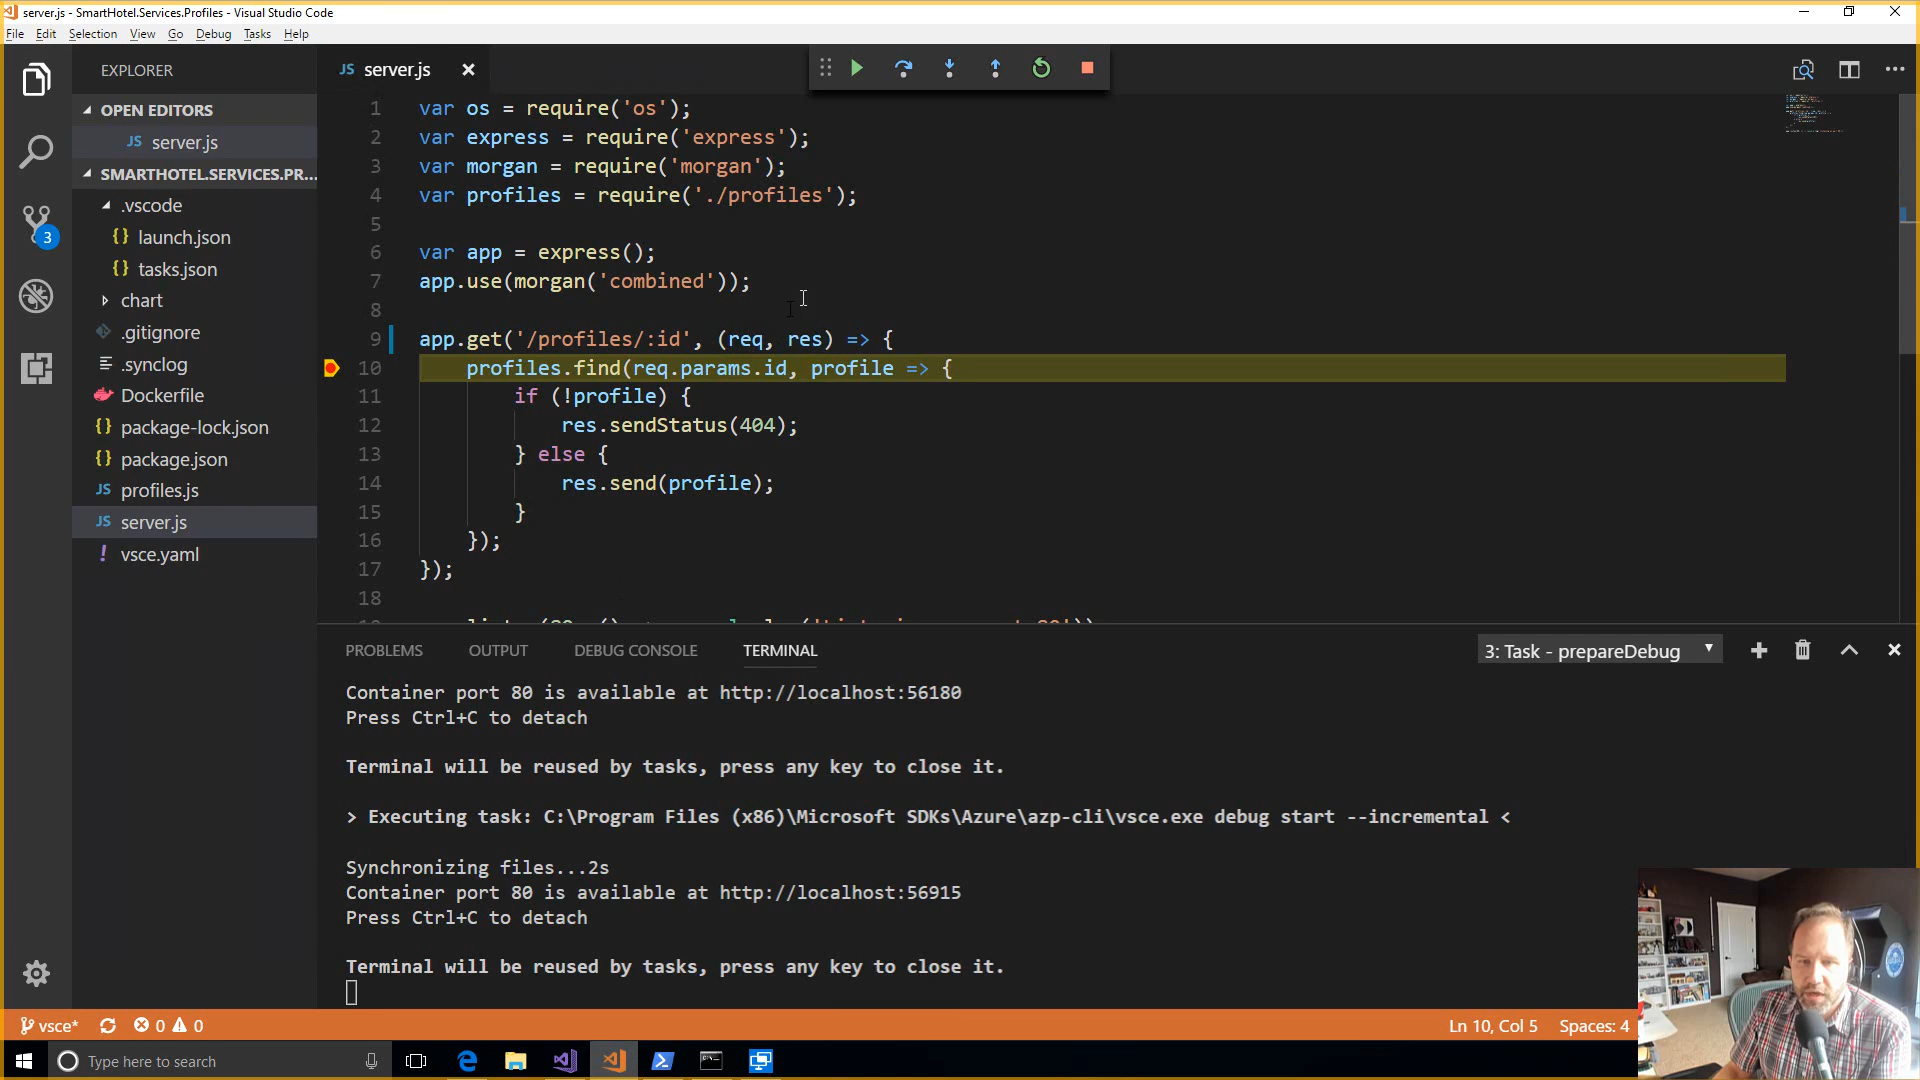 server.js - SmartHotel.Services.Profiles - Visual Studio Code
File Edit Selection View Go Debug Tasks Help
EXPLORER
OPEN EDITORS
JS server.js
SMARTHOTEL.SERVICES.PR...
.vscode
{} launch.json
{} tasks.json
chart
.gitignore
.synclog
Dockerfile
{} package-lock.json
{} package.json
JS profiles.js
JS server.js
! vsce.yaml
3
JS server.js
1 var os = require('os');
2 var express = require('express');
3 var morgan = require('morgan');
4 var profiles = require('./profiles');
5
6 var app = express();
7 app.use(morgan('combined'));
8
9 app.get('/profiles/:id', (req, res) => {
10 profiles.find(req.params.id, profile => {
11 if (!profile) {
12 res.sendStatus(404);
13 } else {
14 res.send(profile);
15 }
16 });
17 });
18
PROBLEMS OUTPUT DEBUG CONSOLE TERMINAL 3: Task - prepareDebug
Container port 80 is available at http://localhost:56180
Press Ctrl+C to detach
Terminal will be reused by tasks, press any key to close it.
> Executing task: C:\Program Files (x86)\Microsoft SDKs\Azure\azp-cli\vsce.exe debug start --incremental <
Synchronizing files...2s
Container port 80 is available at http://localhost:56915
Press Ctrl+C to detach
Terminal will be reused by tasks, press any key to close it.
vsce* 0 0 Ln 10, Col 5 Spaces: 4
Type here to search